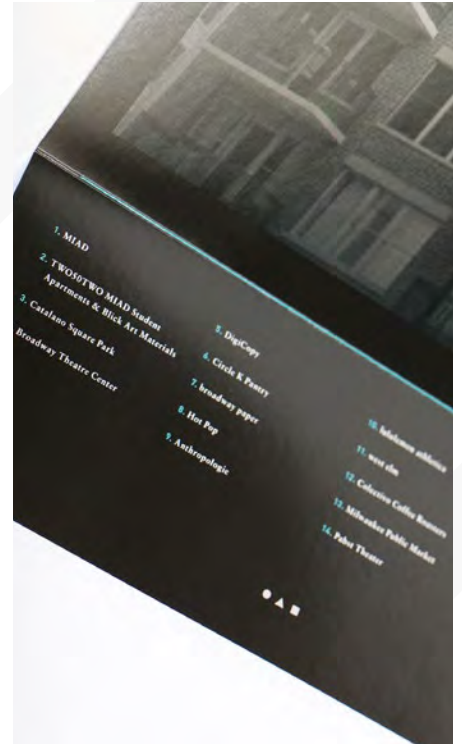 1. MIAD
2. TWO50TWO MIAD Student
Apartments & Blick Art Materials
3. Catalano Square Park
Broadway Theatre Center
5. DigiCopy
6. Circle K Pantry
7. broadway paper
8. Hot Pop
9. Anthropologie
10. lululemon athletica
11. west elm
12. Colectivo Coffee Roasters
13. Milwaukee Public Market
14. Pabst Theater